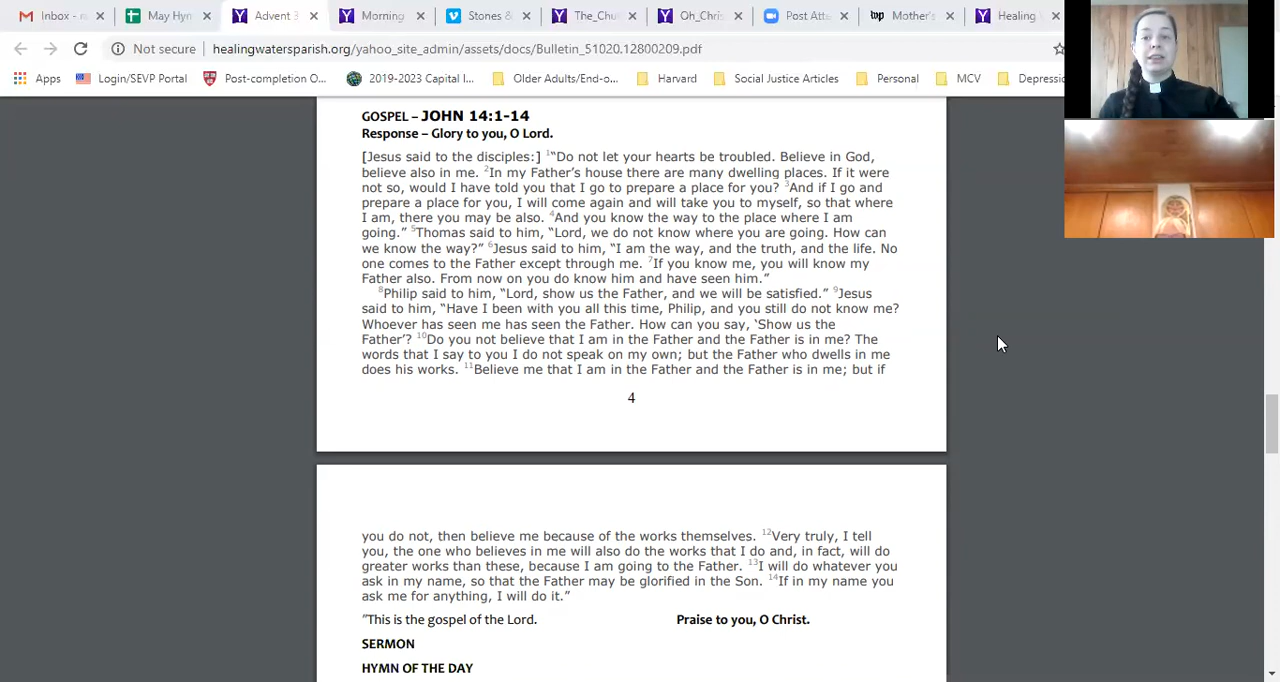 Inbox - m
May Hyn
Advent 3
Morning
Stones &
The_Chu
Oh_Chris
Post Atta
Mother's
Healing
Not secure
healingwatersparish.org/yahoo_site_admin/assets/docs/Bulletin_51020.12800209.pdf
Apps
Login/SEVP Portal
Post-completion O...
2019-2023 Capital I...
Older Adults/End-o...
Harvard
Social Justice Articles
Personal
MCV
Depressio
GOSPEL – JOHN 14:1-14
Response – Glory to you, O Lord.
[Jesus said to the disciples:] 1“Do not let your hearts be troubled. Believe in God,
believe also in me. 2In my Father’s house there are many dwelling places. If it were
not so, would I have told you that I go to prepare a place for you? 3And if I go and
prepare a place for you, I will come again and will take you to myself, so that where
I am, there you may be also. 4And you know the way to the place where I am
going.” 5Thomas said to him, “Lord, we do not know where you are going. How can
we know the way?” 6Jesus said to him, “I am the way, and the truth, and the life. No
one comes to the Father except through me. 7If you know me, you will know my
Father also. From now on you do know him and have seen him.”
8Philip said to him, “Lord, show us the Father, and we will be satisfied.” 9Jesus
said to him, “Have I been with you all this time, Philip, and you still do not know me?
Whoever has seen me has seen the Father. How can you say, ‘Show us the
Father’? 10Do you not believe that I am in the Father and the Father is in me? The
words that I say to you I do not speak on my own; but the Father who dwells in me
does his works. 11Believe me that I am in the Father and the Father is in me; but if
4
you do not, then believe me because of the works themselves. 12Very truly, I tell
you, the one who believes in me will also do the works that I do and, in fact, will do
greater works than these, because I am going to the Father. 13I will do whatever you
ask in my name, so that the Father may be glorified in the Son. 14If in my name you
ask me for anything, I will do it.”
“This is the gospel of the Lord. Praise to you, O Christ.
SERMON
HYMN OF THE DAY